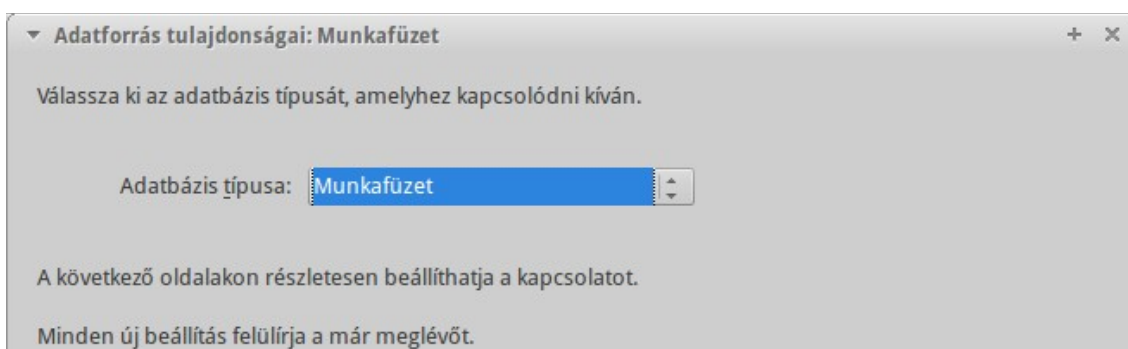 Adatforrás tulajdonságai: Munkafüzet
Válassza ki az adatbázis típusát, amelyhez kapcsolódni kíván.
Adatbázis típusa: Munkafüzet
A következő oldalakon részletesen beállíthatja a kapcsolatot.
Minden új beállítás felülírja a már meglévőt.